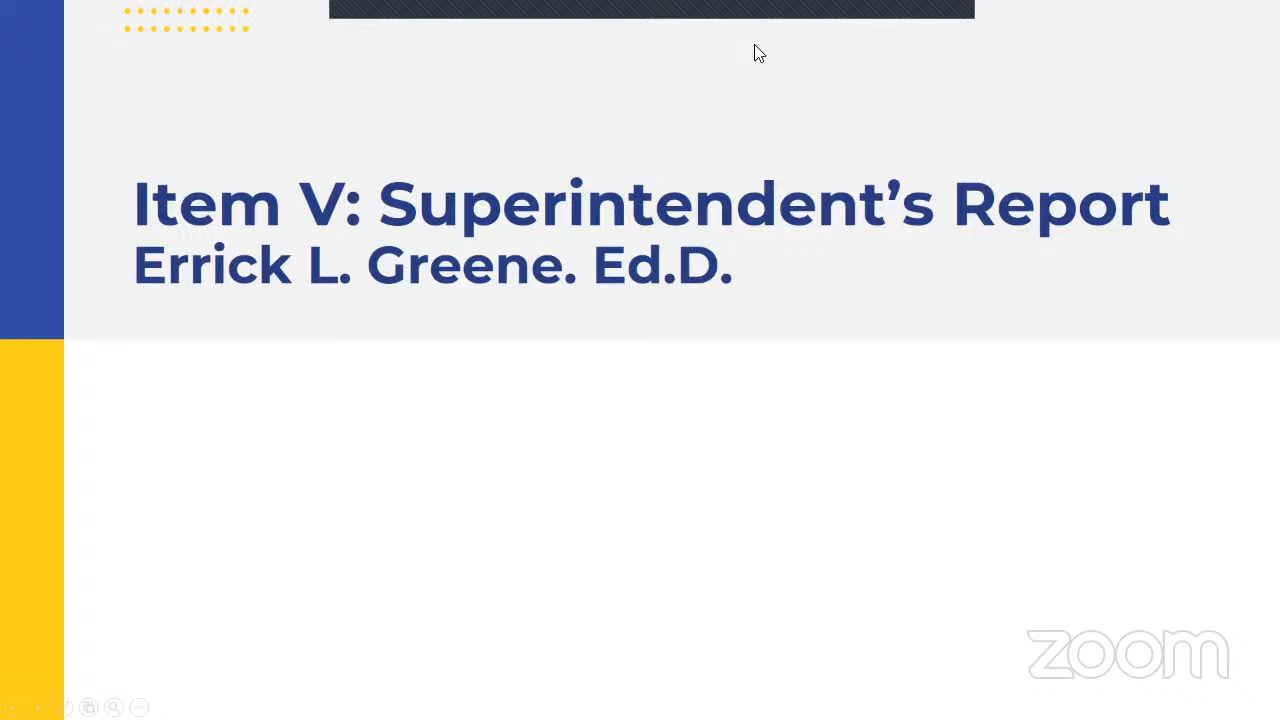 Item V: Superintendent’s Report
Errick L. Greene. Ed.D.
zoom